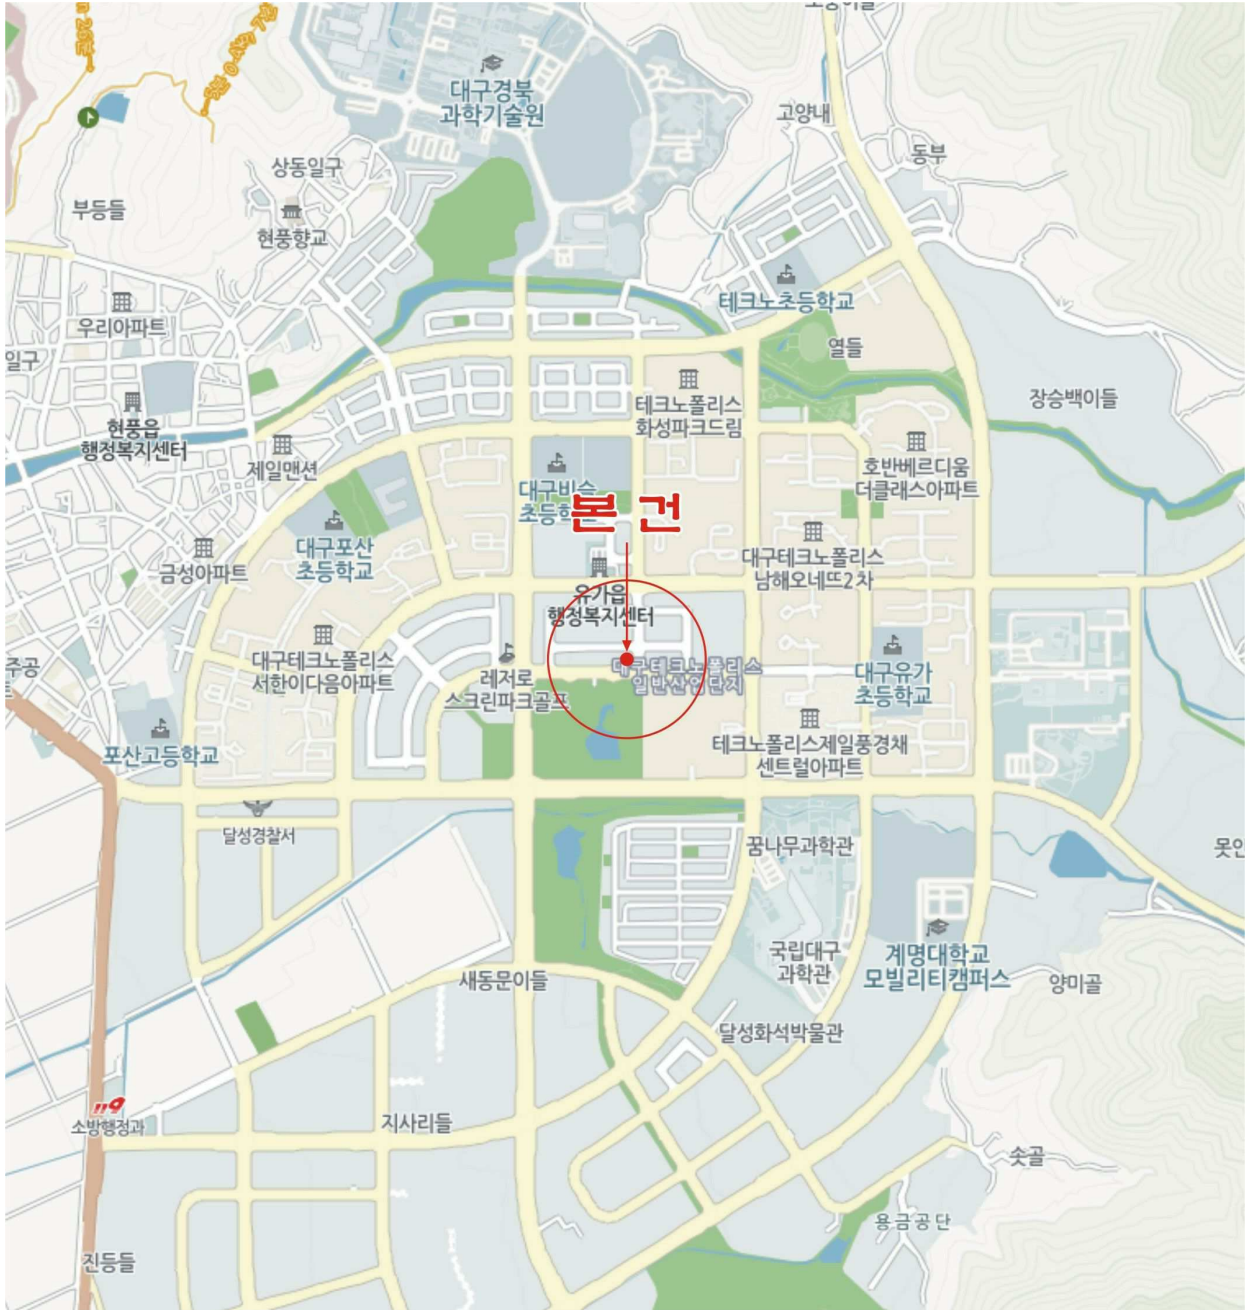 대구경북
과학기술원
고양내
동부
상동일구
부등들
현풍향교
테크노초등학교
우리아파트
열들
일구
장승백이들
테크노폴리스
화성파크드림
현풍읍
행정복지센터
제일맨션
호반베르디움
더클래스아파트
대구비슬
초등학교
본 건
대구포산
초등학교
금성아파트
대구테크노폴리스
남해오네뜨2차
유가읍
행정복지센터
대구테크노폴리스
서한이다음아파트
주공
레저로
스크린파크골프
대구테크노폴리스
일반산업단지
대구유가
초등학교
포산고등학교
테크노폴리스제일풍경채
센트럴아파트
달성경찰서
꿈나무과학관
못안
국립대구
과학관
계명대학교
모빌리티캠퍼스
새동문이들
양미골
달성화석박물관
119
소방행정과
지사리들
솟골
용금공단
진등들